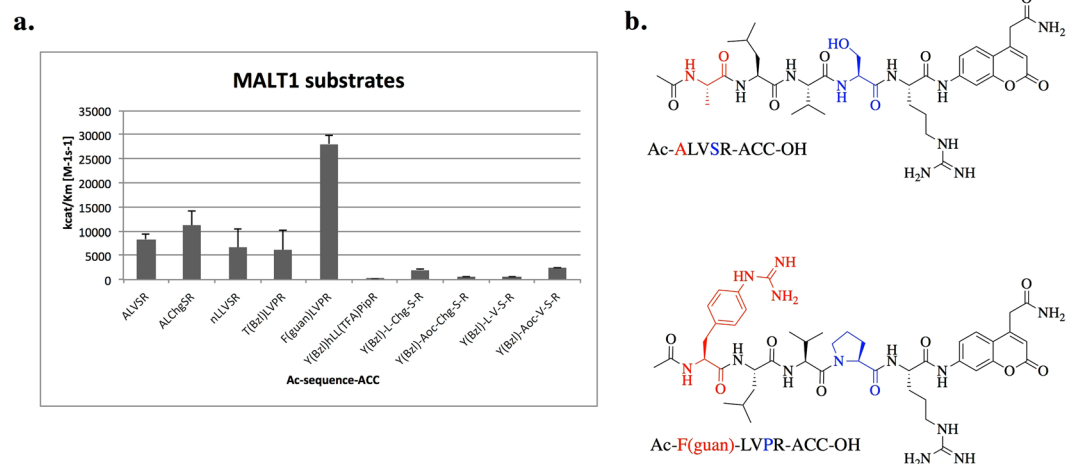 a.
MALT1 substrates
kcat/Km [M-1s-1]
35000
30000
25000
20000
15000
10000
5000
0
ALVSR
ALChgSR
nLLVSR
T(Bzl)LVPR
F(guan)LVPR
Y(Bzl)hLL(TFA)PipR
Y(Bzl)-L-Chg-S-R
Y(Bzl)-Aoc-Chg-S-R
Y(Bzl)-L-V-S-R
Y(Bzl)-Aoc-V-S-R
Ac-sequence-ACC
b.
O
NH2
HO
H
N
O
O
H
N
O
H
N
O
O
N
H
O
N
H
O
N
H
O
N
H
O
O
NH
H2N
NH
Ac-ALVSR-ACC-OH
NH
HN
NH2
O
NH2
O
H
N
O
H
N
O
N
H
O
N
H
O
N
O
H
N
O
N
H
O
O
NH
H2N
NH
Ac-F(guan)-LVPR-ACC-OH